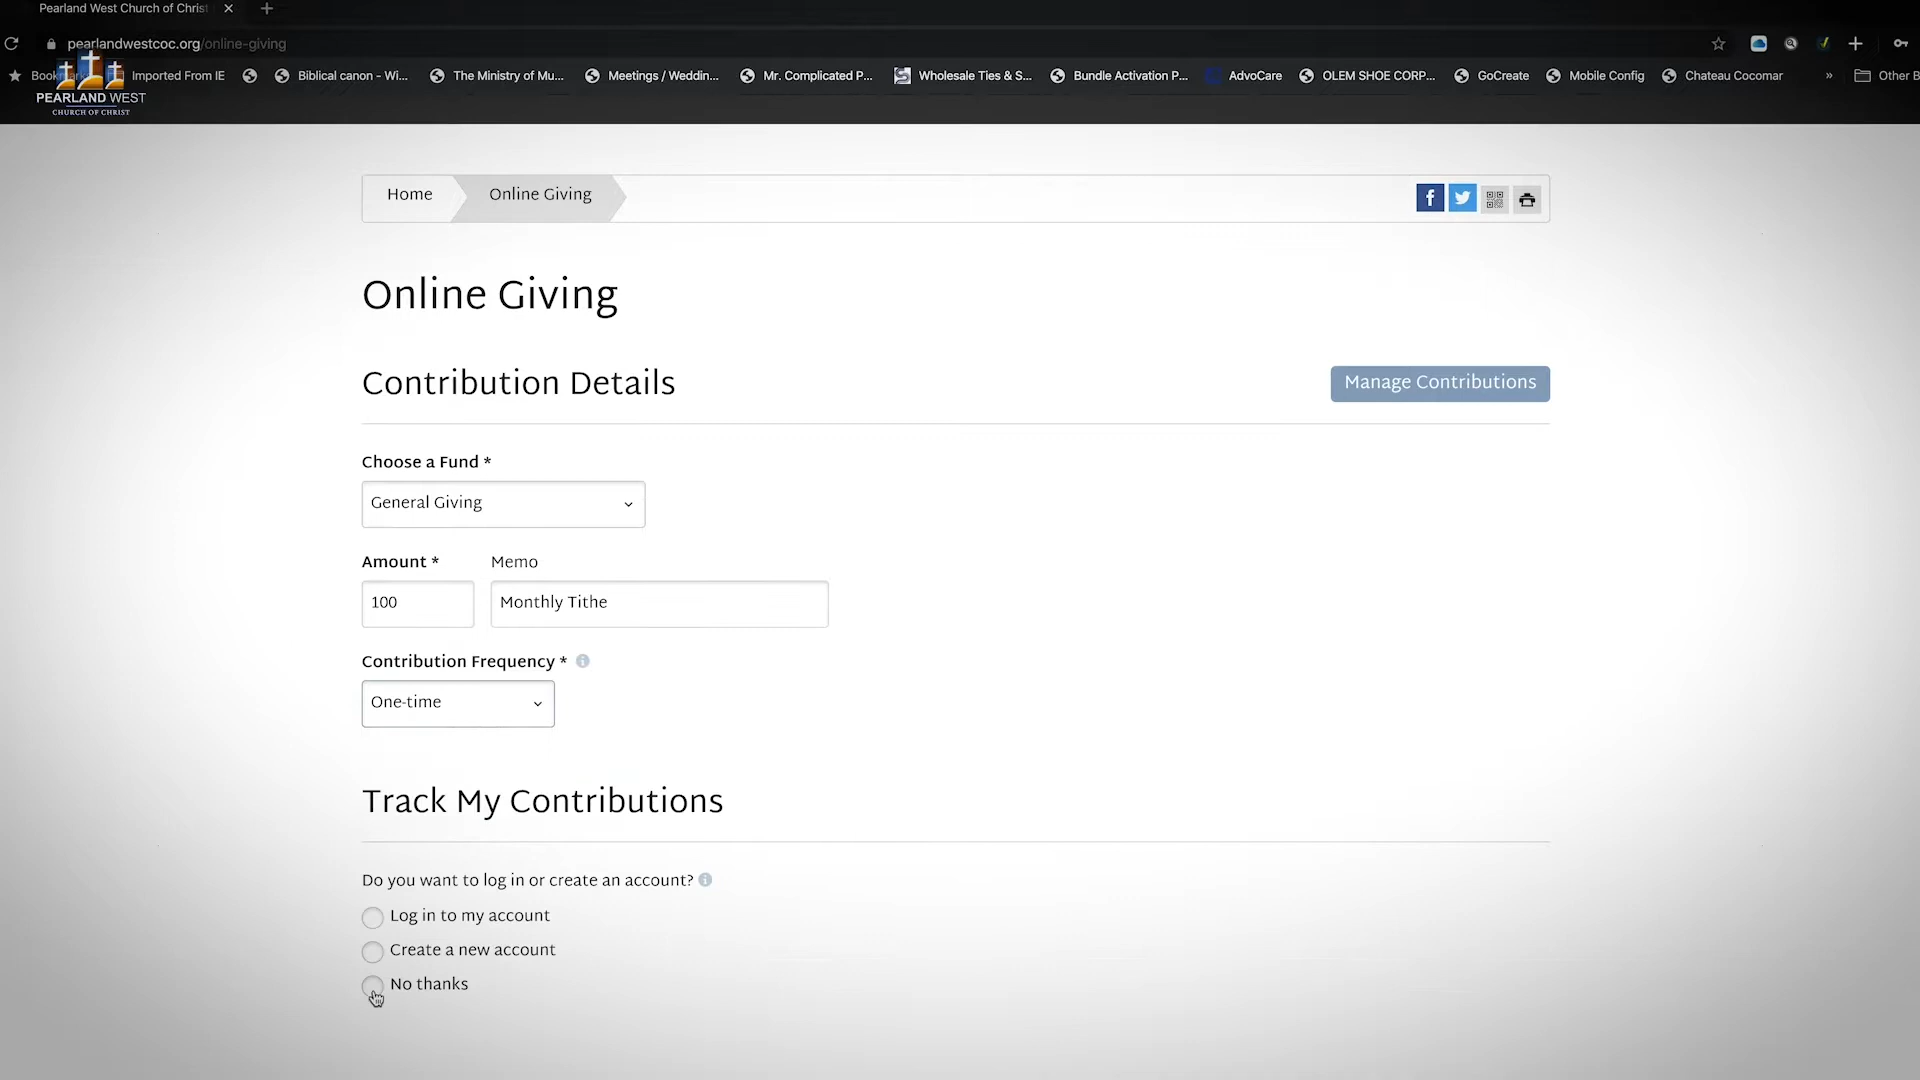 Pearland West Church of Christ
pearlandwestcoc.org/online-giving
Imported From IE
Biblical canon - Wi...
The Ministry of Mu...
Meetings / Weddin...
Mr. Complicated P...
Wholesale Ties & S...
Bundle Activation P...
AdvoCare
OLEM SHOE CORP...
GoCreate
Mobile Config
Chateau Cocomar
»
Other B
PEARLAND WEST
CHURCH OF CHRIST
Home
Online Giving
Online Giving
Contribution Details
Manage Contributions
Choose a Fund *
General Giving
Amount * Memo
100 Monthly Tithe
Contribution Frequency *
One-time
Track My Contributions
Do you want to log in or create an account?
Log in to my account
Create a new account
No thanks